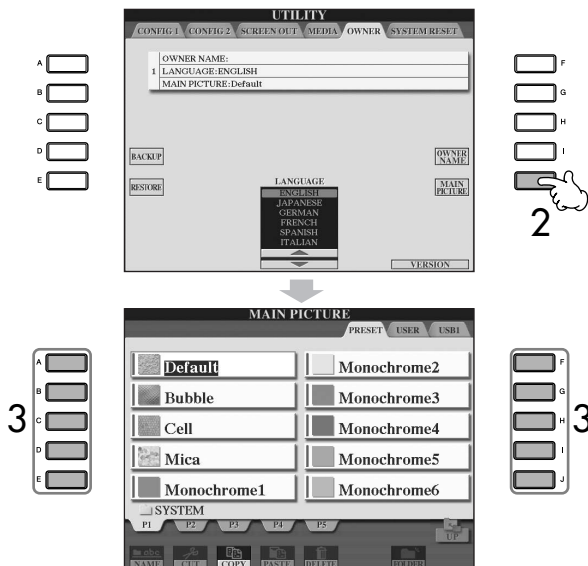 UTILITY
CONFIG 1 CONFIG 2 SCREEN OUT MEDIA OWNER SYSTEM RESET
OWNER NAME:
1 LANGUAGE:ENGLISH
MAIN PICTURE:Default
A
B
C
D
E
F
G
H
I
2
BACKUP
OWNER NAME
RESTORE
MAIN PICTURE
LANGUAGE
ENGLISH
JAPANESE
GERMAN
FRENCH
SPANISH
ITALIAN
VERSION
MAIN PICTURE
PRESET USER USB1
A Default Monochrome2 F
B Bubble Monochrome3 G
3 C Cell Monochrome4 H 3
D Mica Monochrome5 I
E Monochrome1 Monochrome6 J
SYSTEM
P1 P2 P3 P4 P5
UP
abc
NAME CUT COPY PASTE DELETE FOLDER